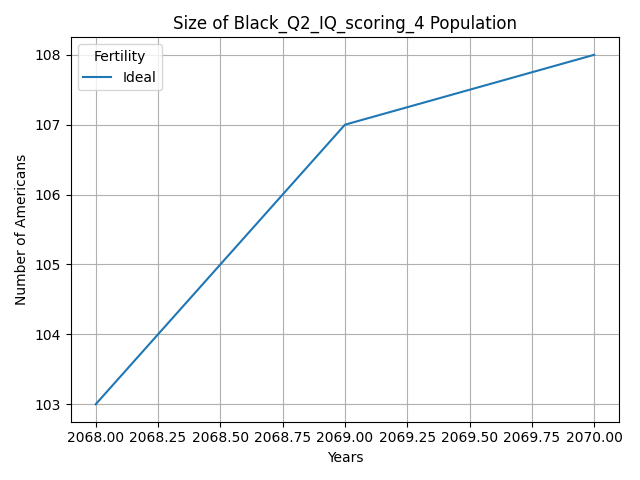 Size of Black_Q2_IQ_scoring_4 Population
Fertility
Ideal
Number of Americans
108
107
106
105
104
103
2068.00 2068.25 2068.50 2068.75 2069.00 2069.25 2069.50 2069.75 2070.00
Years